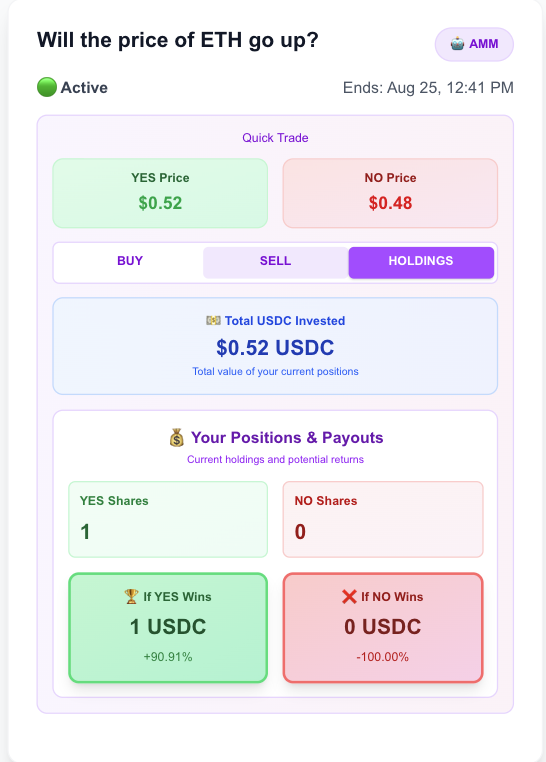 Will the price of ETH go up?
AMM
Active
Ends: Aug 25, 12:41 PM
Quick Trade
YES Price
$0.52
NO Price
$0.48
BUY
SELL
HOLDINGS
Total USDC Invested
$0.52 USDC
Total value of your current positions
Your Positions & Payouts
Current holdings and potential returns
YES Shares
1
NO Shares
0
If YES Wins
1 USDC
+90.91%
If NO Wins
0 USDC
-100.00%